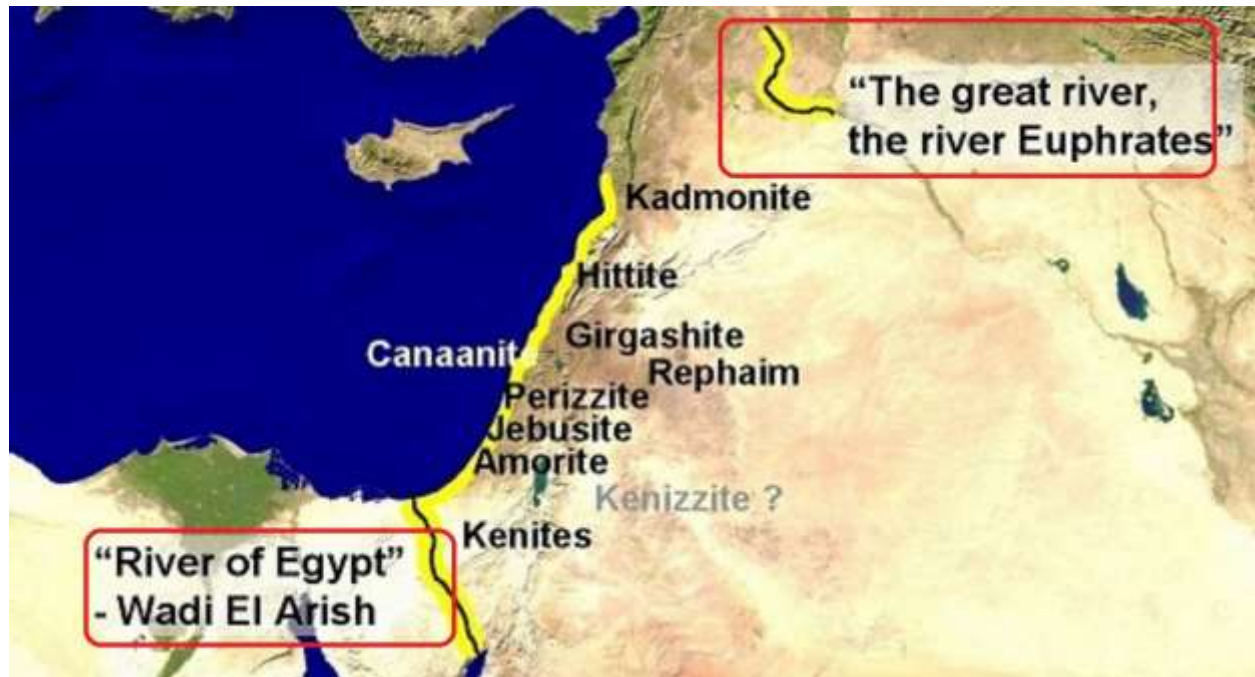 “The great river,
the river Euphrates”
Kadmonite
Hittite
Girgashite
Canaanit
Rephaim
Perizzite
Jebusite
Amorite
Kenizzite ?
Kenites
“River of Egypt”
- Wadi El Arish